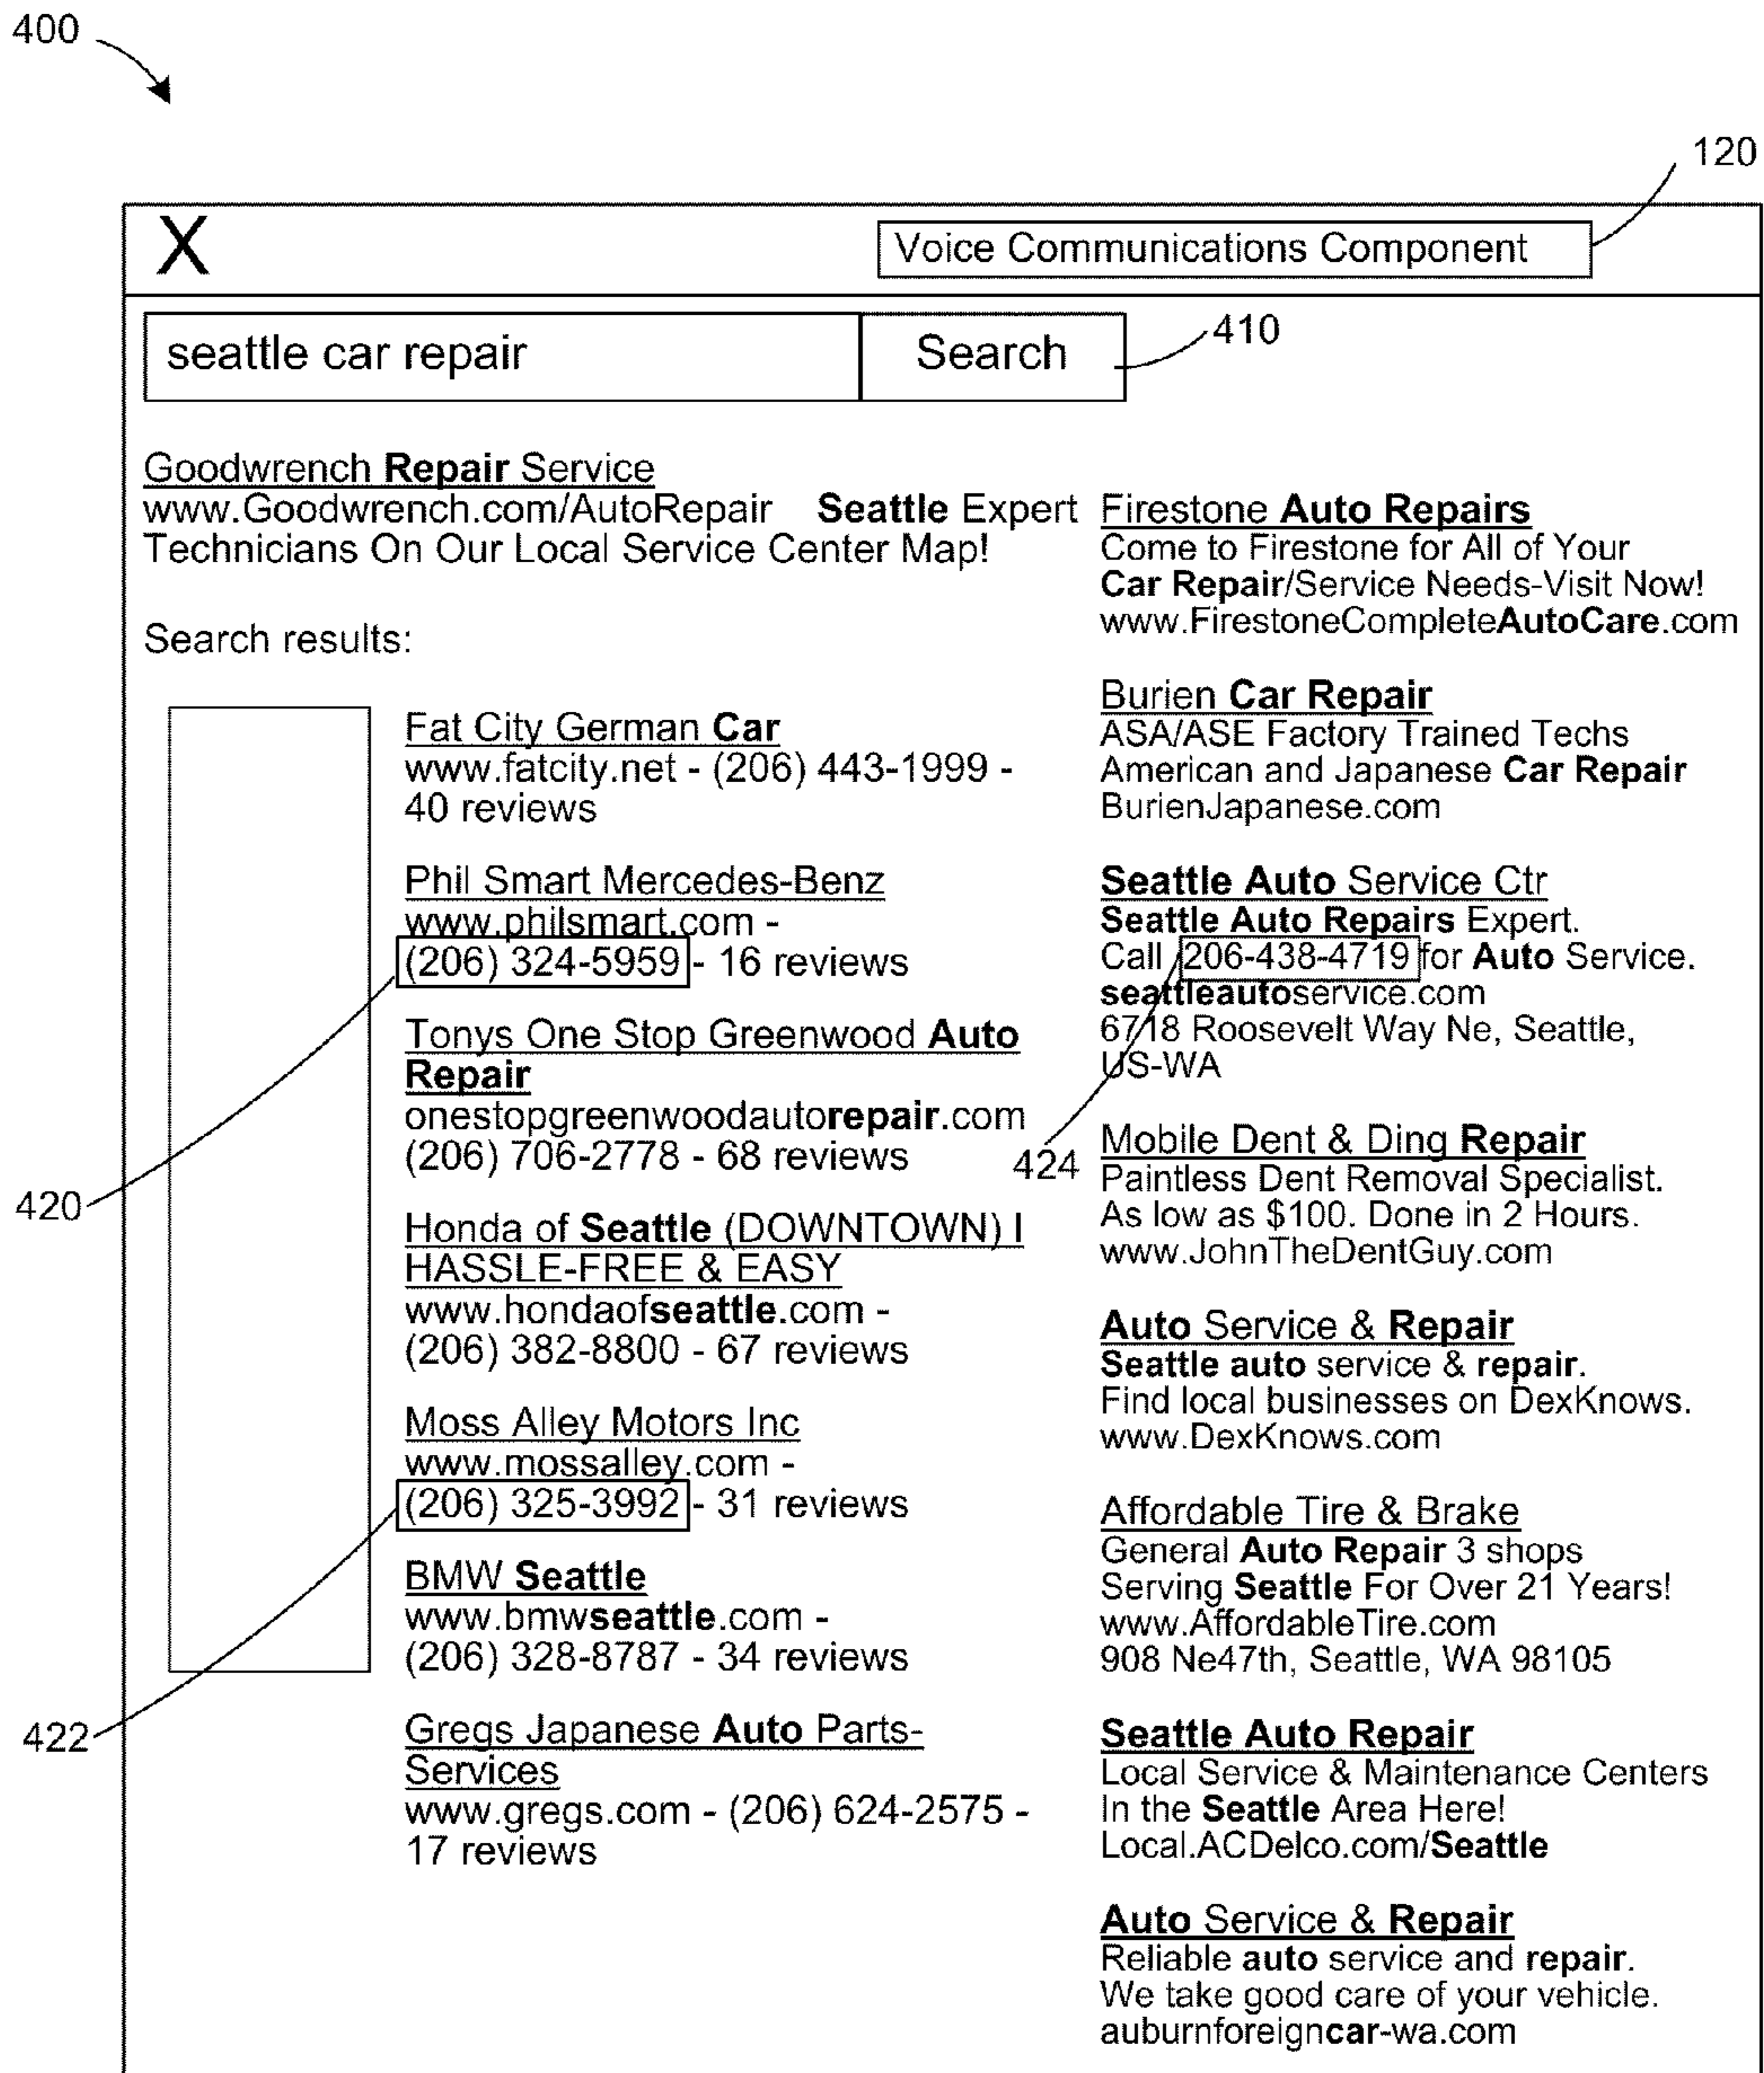 400
120
X
Voice Communications Component
seattle car repair
Search
410
Goodwrench Repair Service
www.Goodwrench.com/AutoRepair Seattle Expert
Technicians On Our Local Service Center Map!
Search results:
Fat City German Car
www.fatcity.net - (206) 443-1999 -
40 reviews
Phil Smart Mercedes-Benz
www.philsmart.com -
(206) 324-5959 - 16 reviews
Tonys One Stop Greenwood Auto
Repair
onestopgreenwoodautorepair.com
(206) 706-2778 - 68 reviews
420
Honda of Seattle (DOWNTOWN) I
HASSLE-FREE & EASY
www.hondaofseattle.com -
(206) 382-8800 - 67 reviews
Moss Alley Motors Inc
www.mossalley.com -
(206) 325-3992 - 31 reviews
BMW Seattle
www.bmwseattle.com -
(206) 328-8787 - 34 reviews
422
Gregs Japanese Auto Parts-
Services
www.gregs.com - (206) 624-2575 -
17 reviews
Firestone Auto Repairs
Come to Firestone for All of Your
Car Repair/Service Needs-Visit Now!
www.FirestoneCompleteAutoCare.com
Burien Car Repair
ASA/ASE Factory Trained Techs
American and Japanese Car Repair
BurienJapanese.com
Seattle Auto Service Ctr
Seattle Auto Repairs Expert.
Call 206-438-4719 for Auto Service.
seattleautoservice.com
6718 Roosevelt Way Ne, Seattle,
US-WA
424
Mobile Dent & Ding Repair
Paintless Dent Removal Specialist.
As low as $100. Done in 2 Hours.
www.JohnTheDentGuy.com
Auto Service & Repair
Seattle auto service & repair.
Find local businesses on DexKnows.
www.DexKnows.com
Affordable Tire & Brake
General Auto Repair 3 shops
Serving Seattle For Over 21 Years!
www.AffordableTire.com
908 Ne47th, Seattle, WA 98105
Seattle Auto Repair
Local Service & Maintenance Centers
In the Seattle Area Here!
Local.ACDelco.com/Seattle
Auto Service & Repair
Reliable auto service and repair.
We take good care of your vehicle.
auburnforeigncar-wa.com